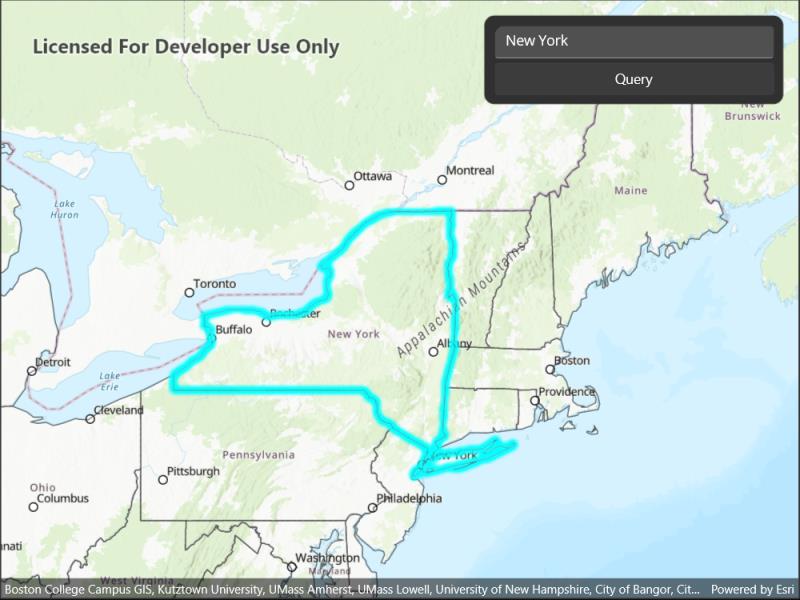 Licensed For Developer Use Only
New York
Query
New
Brunswick
Ottawa
Montreal
Maine
Lake
Huron
Toronto
Appalachian Mountains
Rochester
Buffalo
New York
Albany
Detroit
Lake
Erie
Boston
Providence
Cleveland
New York
Pennsylvania
Pittsburgh
Ohio
Columbus
Philadelphia
nati
Washington
Maryland
West Virginia
Boston College Campus GIS, Kutztown University, UMass Amherst, UMass Lowell, University of New Hampshire, City of Bangor, Cit... Powered by Esri